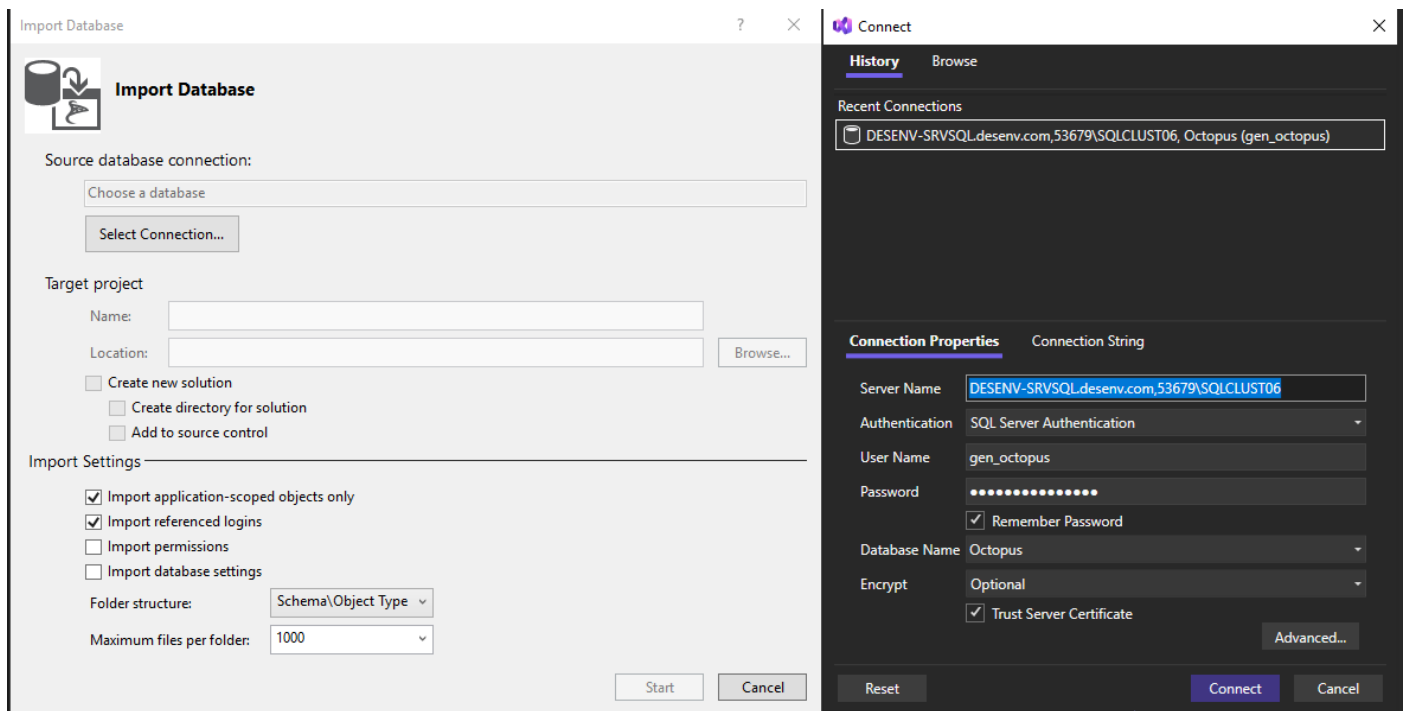 Import Database
?
Import Database
Source database connection:
Choose a database
Select Connection...
Target project
Name:
Location:
Browse...
Create new solution
Create directory for solution
Add to source control
Import Settings
Import application-scoped objects only
Import referenced logins
Import permissions
Import database settings
Folder structure:
Schema\Object Type
Maximum files per folder:
1000
Start
Cancel
Connect
History
Browse
Recent Connections
DESENV-SRVSQL.desenv.com,53679\SQLCLUST06, Octopus (gen_octopus)
Connection Properties
Connection String
Server Name
DESENV-SRVSQL.desenv.com,53679\SQLCLUST06
Authentication
SQL Server Authentication
User Name
gen_octopus
Password
●●●●●●●●●●●●●●●
Remember Password
Database Name
Octopus
Encrypt
Optional
Trust Server Certificate
Advanced...
Reset
Connect
Cancel